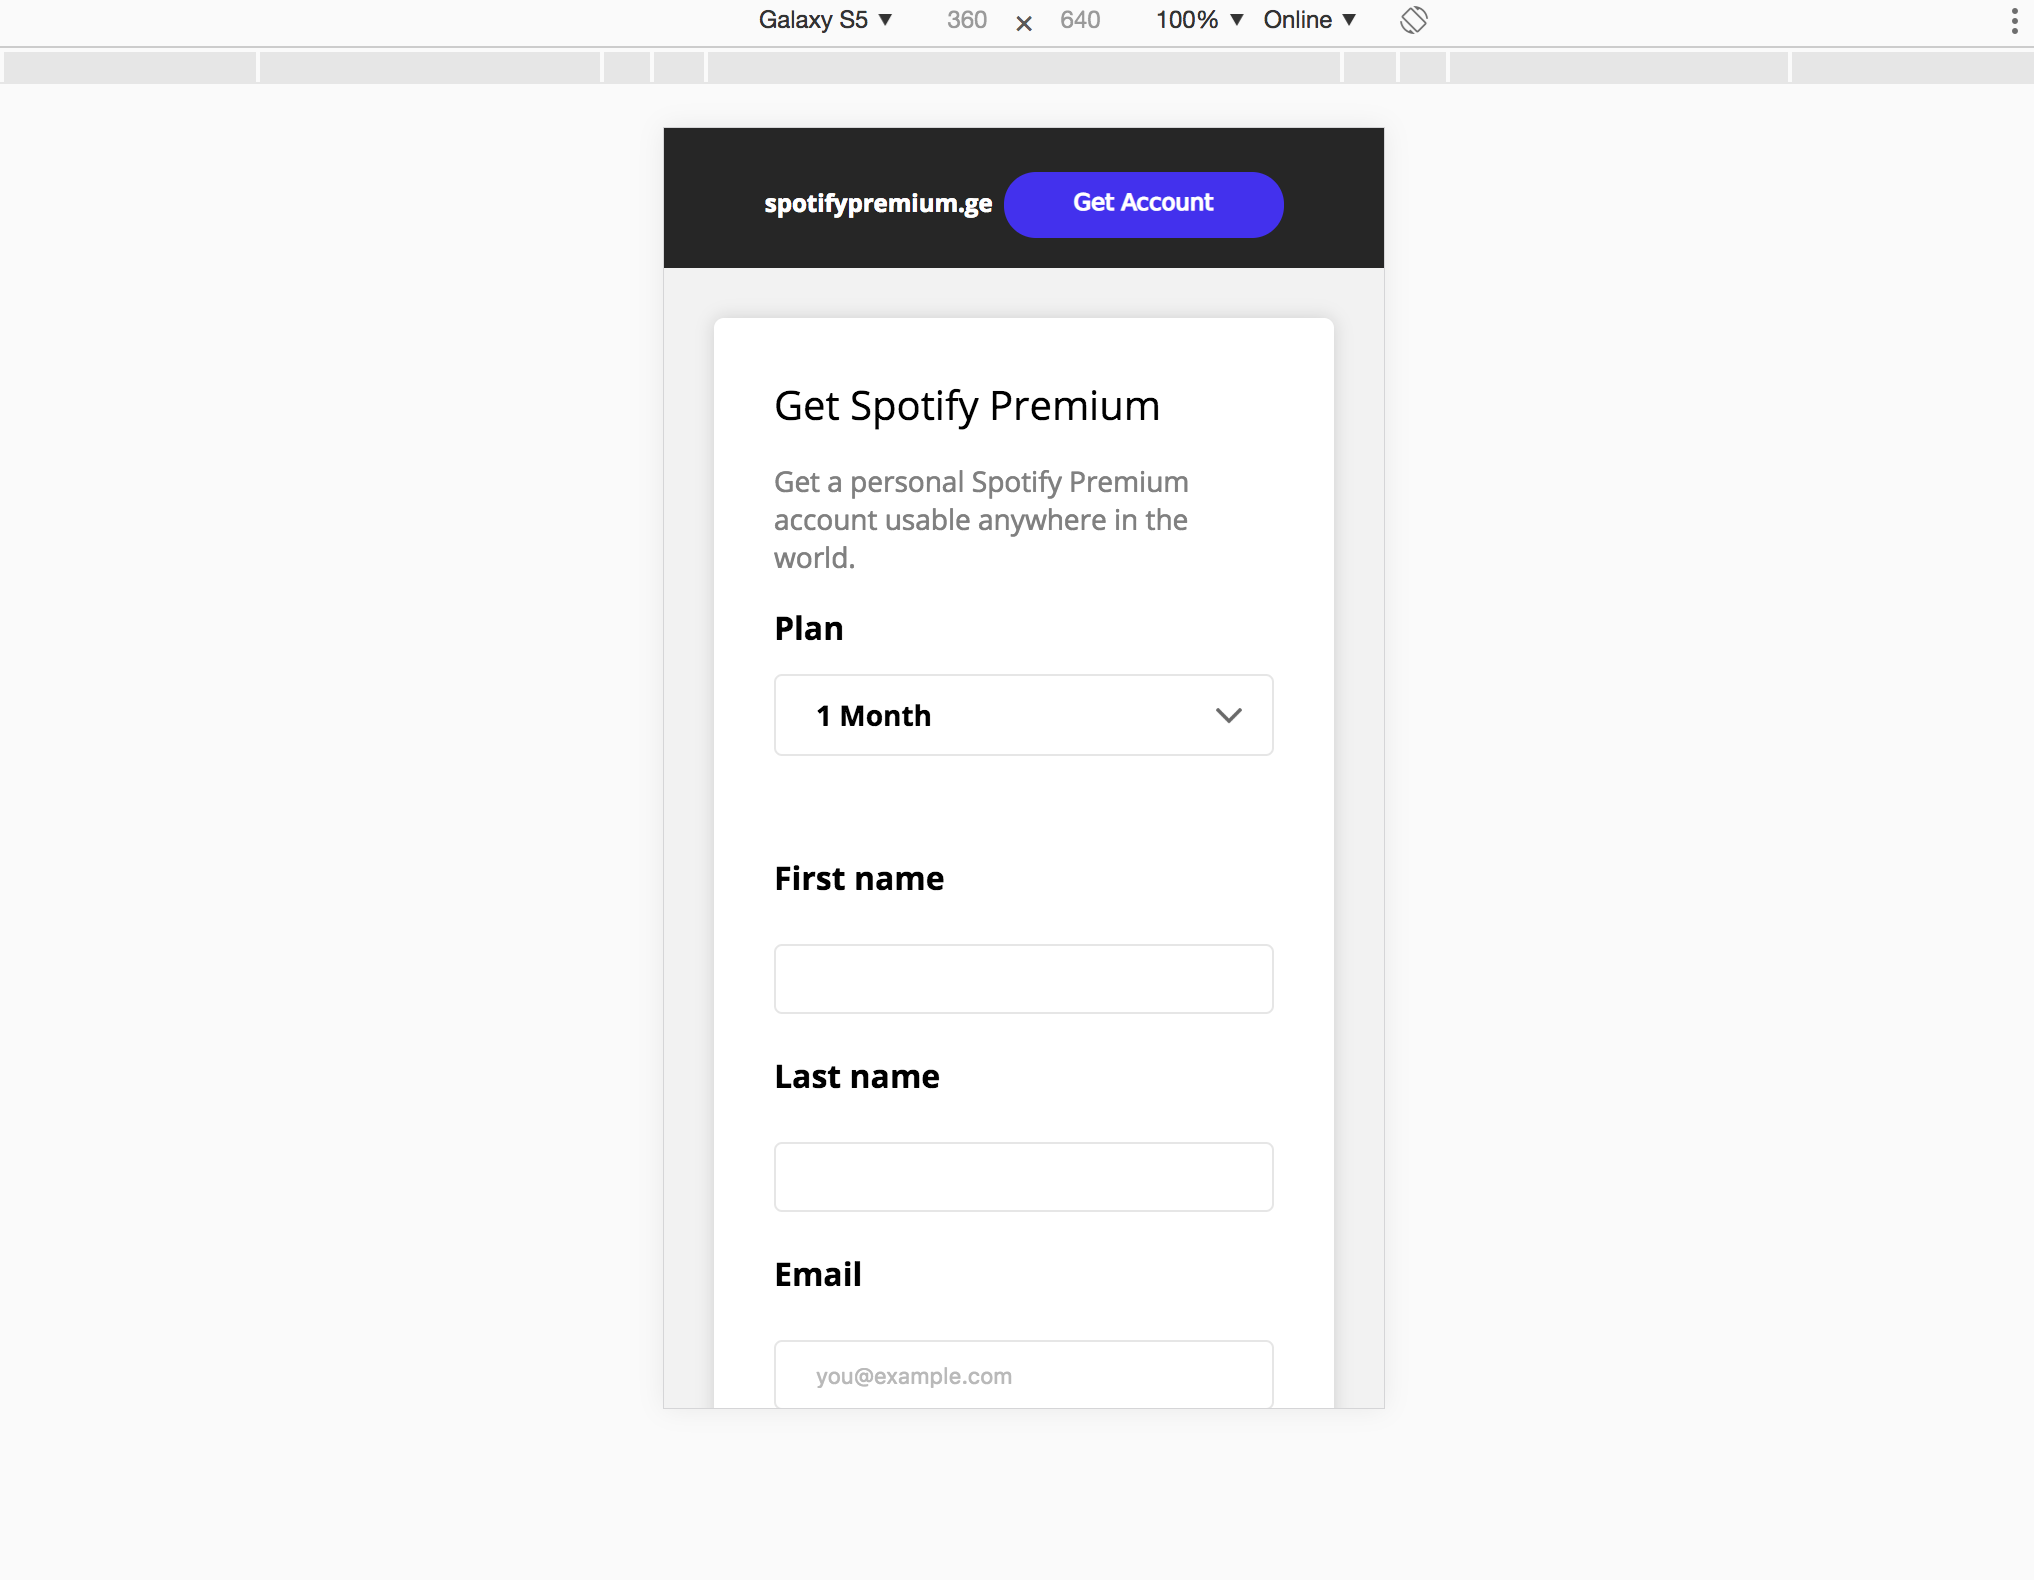 Galaxy S5 ▼ 360 × 640 100% ▼ Online ▼
spotifypremium.ge Get Account
Get Spotify Premium
Get a personal Spotify Premium
account usable anywhere in the
world.
Plan
1 Month
First name
Last name
Email
you@example.com